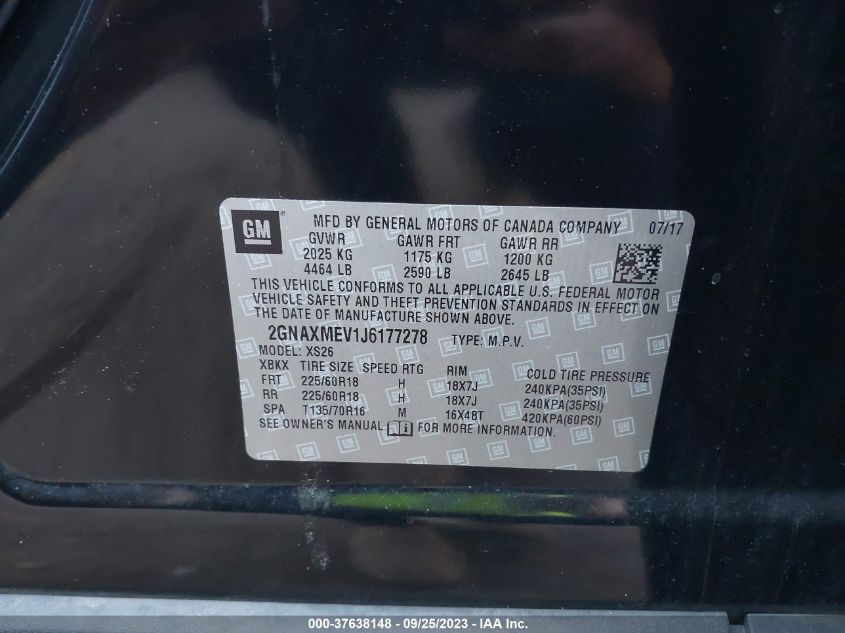 GM MFD BY GENERAL MOTORS OF CANADA COMPANY 07/17
GVWR GAWR FRT GAWR RR
2025 KG 1175 KG 1200 KG
4464 LB 2590 LB 2645 LB
THIS VEHICLE CONFORMS TO ALL APPLICABLE U.S. FEDERAL MOTOR
VEHICLE SAFETY AND THEFT PREVENTION STANDARDS IN EFFECT ON
THE DATE OF MANUFACTURE SHOWN ABOVE.
2GNAXMEV1J6177278 TYPE: M.P.V.
MODEL: XS26
XBKX TIRE SIZE SPEED RTG RIM COLD TIRE PRESSURE
FRT 225/60R18 H 18X7J 240KPA(35PSI)
RR 225/60R18 H 18X7J 240KPA(35PSI)
SPA T135/70R16 M 16X4BT 420KPA(60PSI)
SEE OWNER'S MANUAL i FOR MORE INFORMATION.
000-37638148 - 09/25/2023 - IAA Inc.